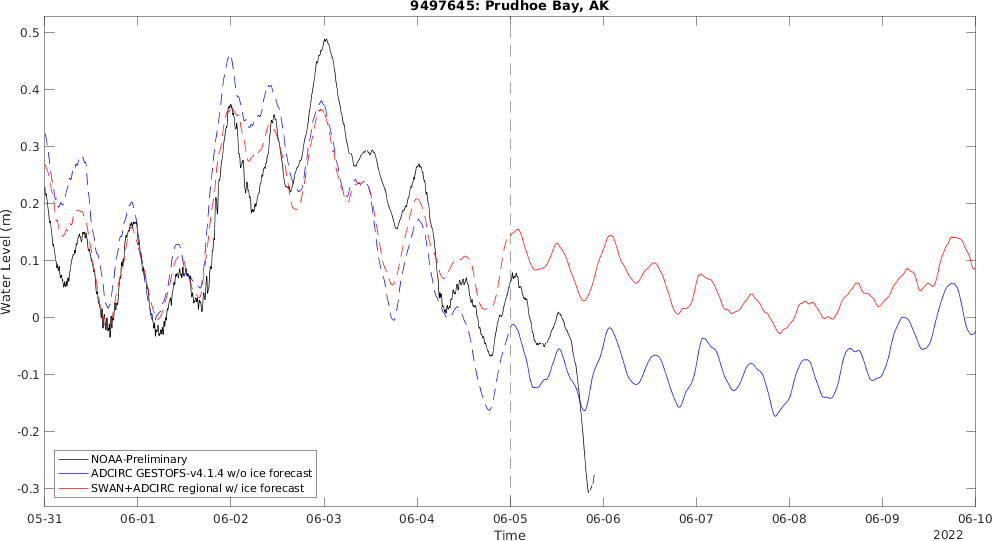 9497645: Prudhoe Bay, AK
0.5
0.4
0.3
0.2
0.1
0
-0.1
-0.2
-0.3
Water Level (m)
NOAA-Preliminary
ADCIRC GESTOFS-v4.1.4 w/o ice forecast
SWAN+ADCIRC regional w/ ice forecast
05-31 06-01 06-02 06-03 06-04 06-05 06-06 06-07 06-08 06-09 06-10
Time
2022